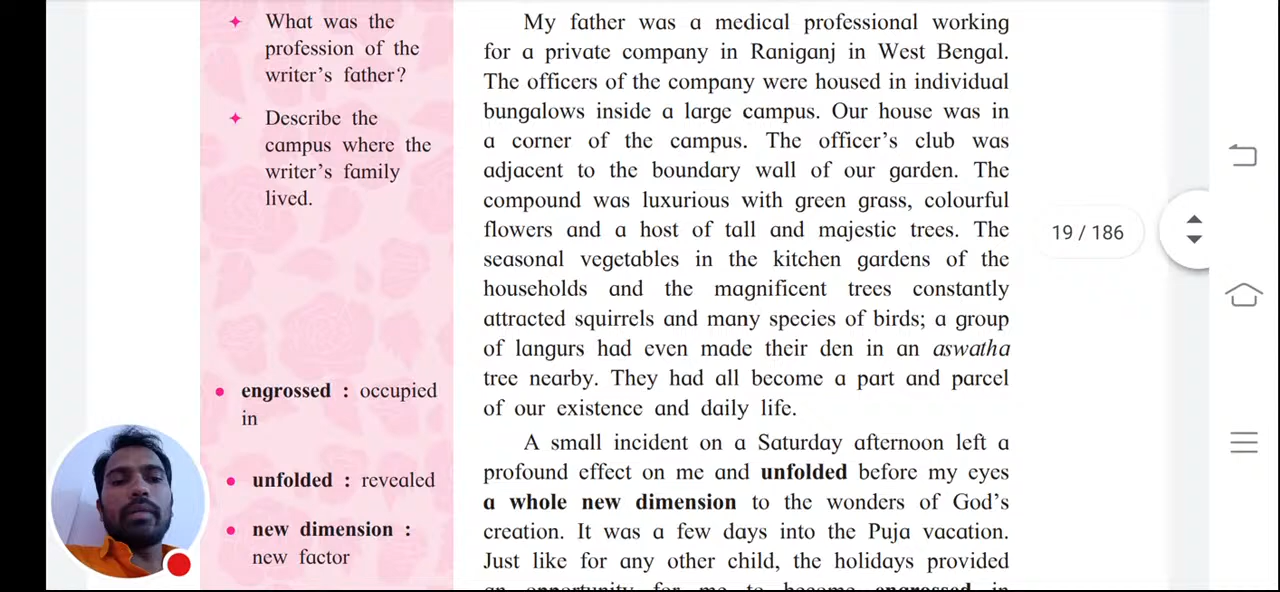 ✦ What was the
profession of the
writer's father?
✦ Describe the
campus where the
writer's family
lived.
• engrossed : occupied
in
• unfolded : revealed
• new dimension :
new factor
My father was a medical professional working
for a private company in Raniganj in West Bengal.
The officers of the company were housed in individual
bungalows inside a large campus. Our house was in
a corner of the campus. The officer's club was
adjacent to the boundary wall of our garden. The
compound was luxurious with green grass, colourful
flowers and a host of tall and majestic trees. The
seasonal vegetables in the kitchen gardens of the
households and the magnificent trees constantly
attracted squirrels and many species of birds; a group
of langurs had even made their den in an aswatha
tree nearby. They had all become a part and parcel
of our existence and daily life.
A small incident on a Saturday afternoon left a
profound effect on me and unfolded before my eyes
a whole new dimension to the wonders of God's
creation. It was a few days into the Puja vacation.
Just like for any other child, the holidays provided
an opportunity for me to become engrossed in
19 / 186